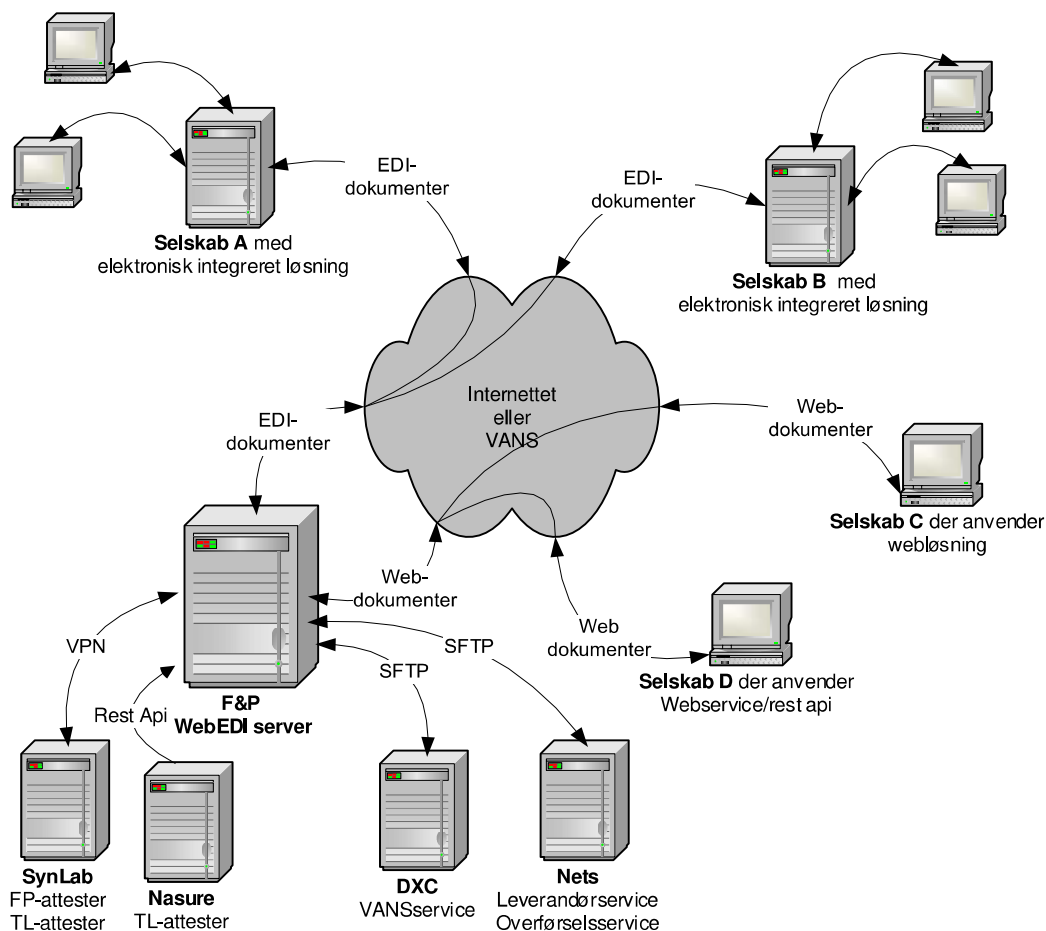 EDI-
dokumenter
EDI-
dokumenter
Selskab A med
elektronisk integreret løsning
Selskab B med
elektronisk integreret løsning
Internettet
eller
VANS
EDI-
dokumenter
Web-
dokumenter
Selskab C der anvender
webløsning
Web-
dokumenter
Web
dokumenter
VPN
SFTP
SFTP
Selskab D der anvender
Webservice/rest api
F&P
WebEDI server
Rest Api
SynLab
FP-attester
TL-attester
Nasure
TL-attester
DXC
VANSservice
Nets
Leverandørservice
Overførselsservice